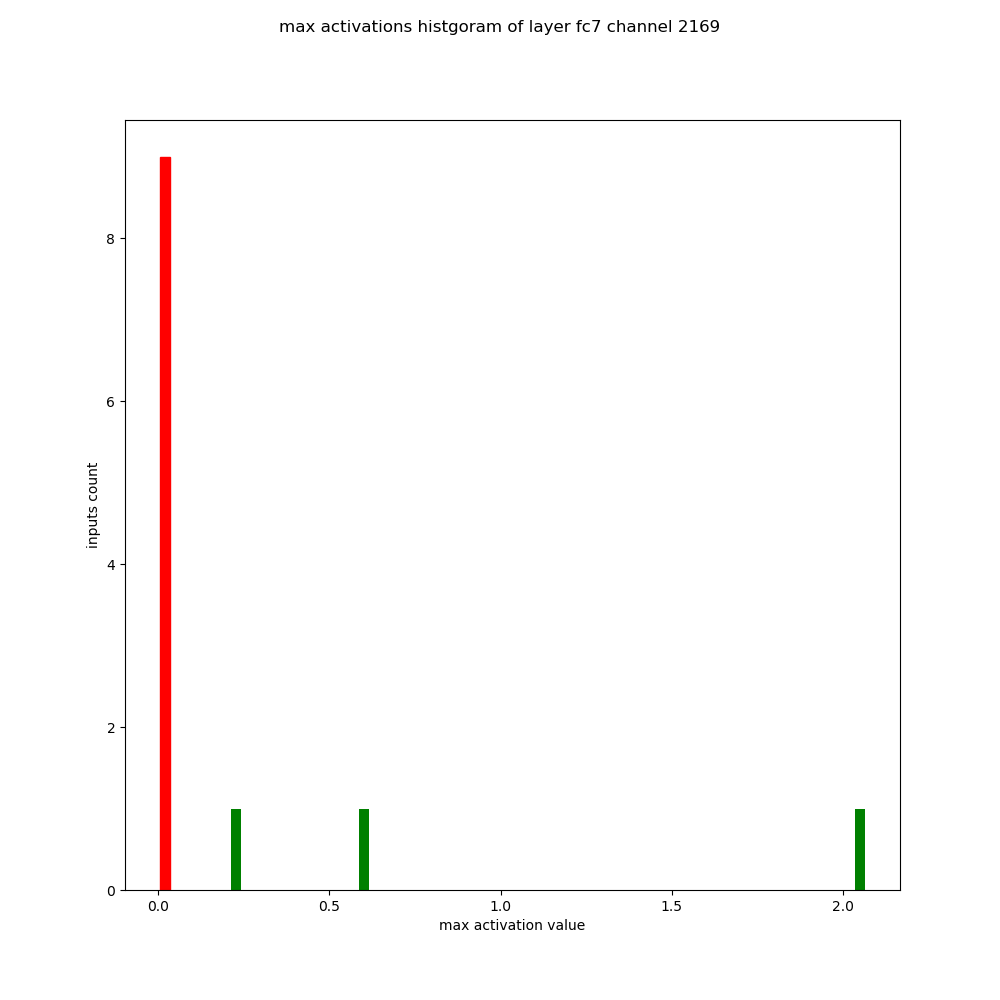 max activations histgoram of layer fc7 channel 2169
8
6
4
2
0
inputs count
0.0 0.5 1.0 1.5 2.0
max activation value